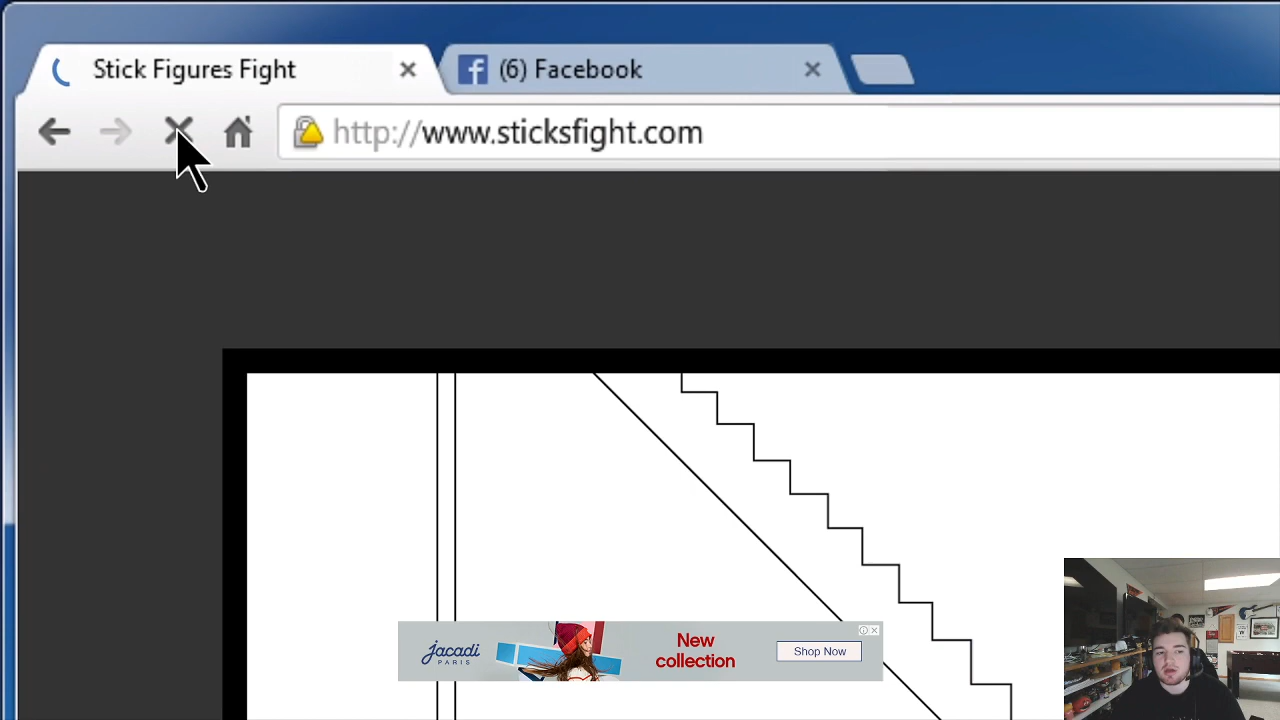 Stick Figures Fight
(6) Facebook
http://www.sticksfight.com
jacadi
PARIS
New
collection
Shop Now